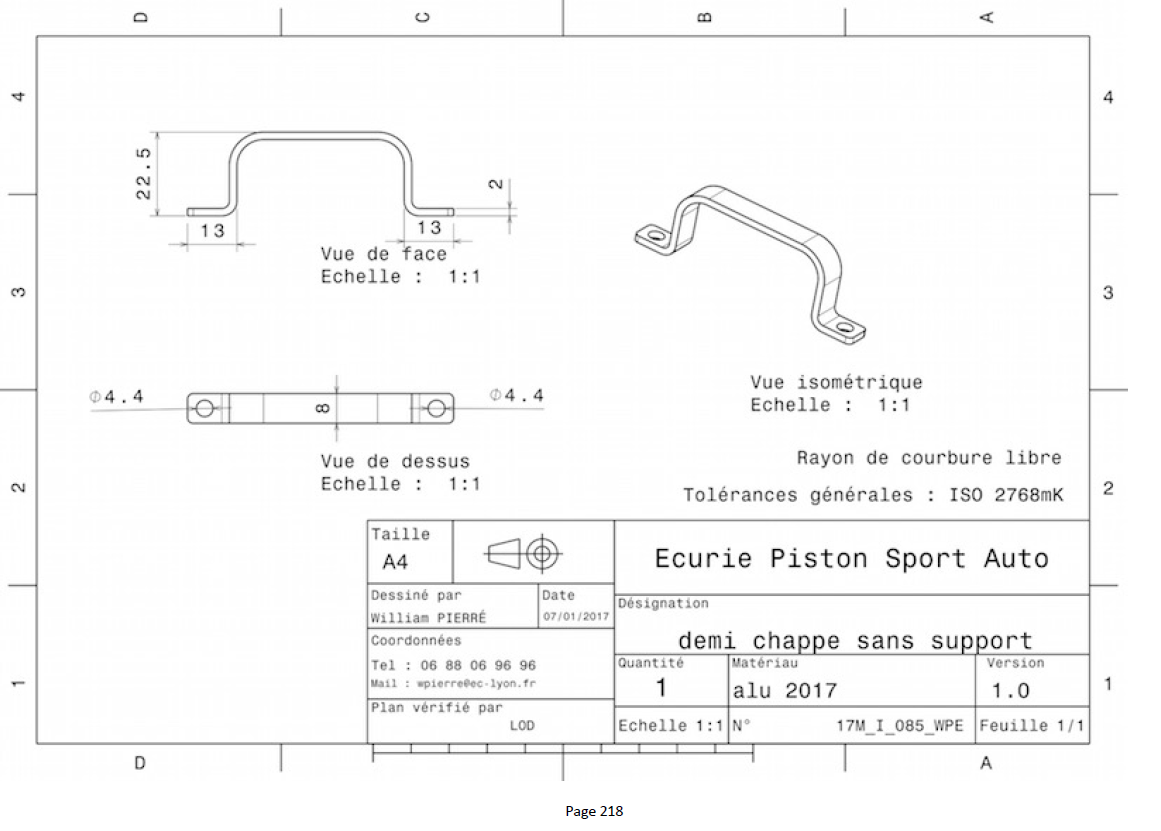 D C B A
4 4
22.5
2
13 13
Vue de face
Echelle : 1:1
3 3
Vue isométrique
Echelle : 1:1
Ø4.4 8 Ø4.4
Vue de dessus
Echelle : 1:1
Rayon de courbure libre
Tolérances générales : ISO 2768mK
2 2
Taille
A4
Ecurie Piston Sport Auto
Dessiné par
William PIERRÉ
Date
07/01/2017
Désignation
demi chappe sans support
Coordonnées
Tel : 06 88 06 96 96
Mail : wpierre@ec-lyon.fr
Quantité
1
Matériau
alu 2017
Version
1.0
1 1
Plan vérifié par
LOD
Echelle 1:1
N° 17M_I_085_WPE
Feuille 1/1
D A
Page 218